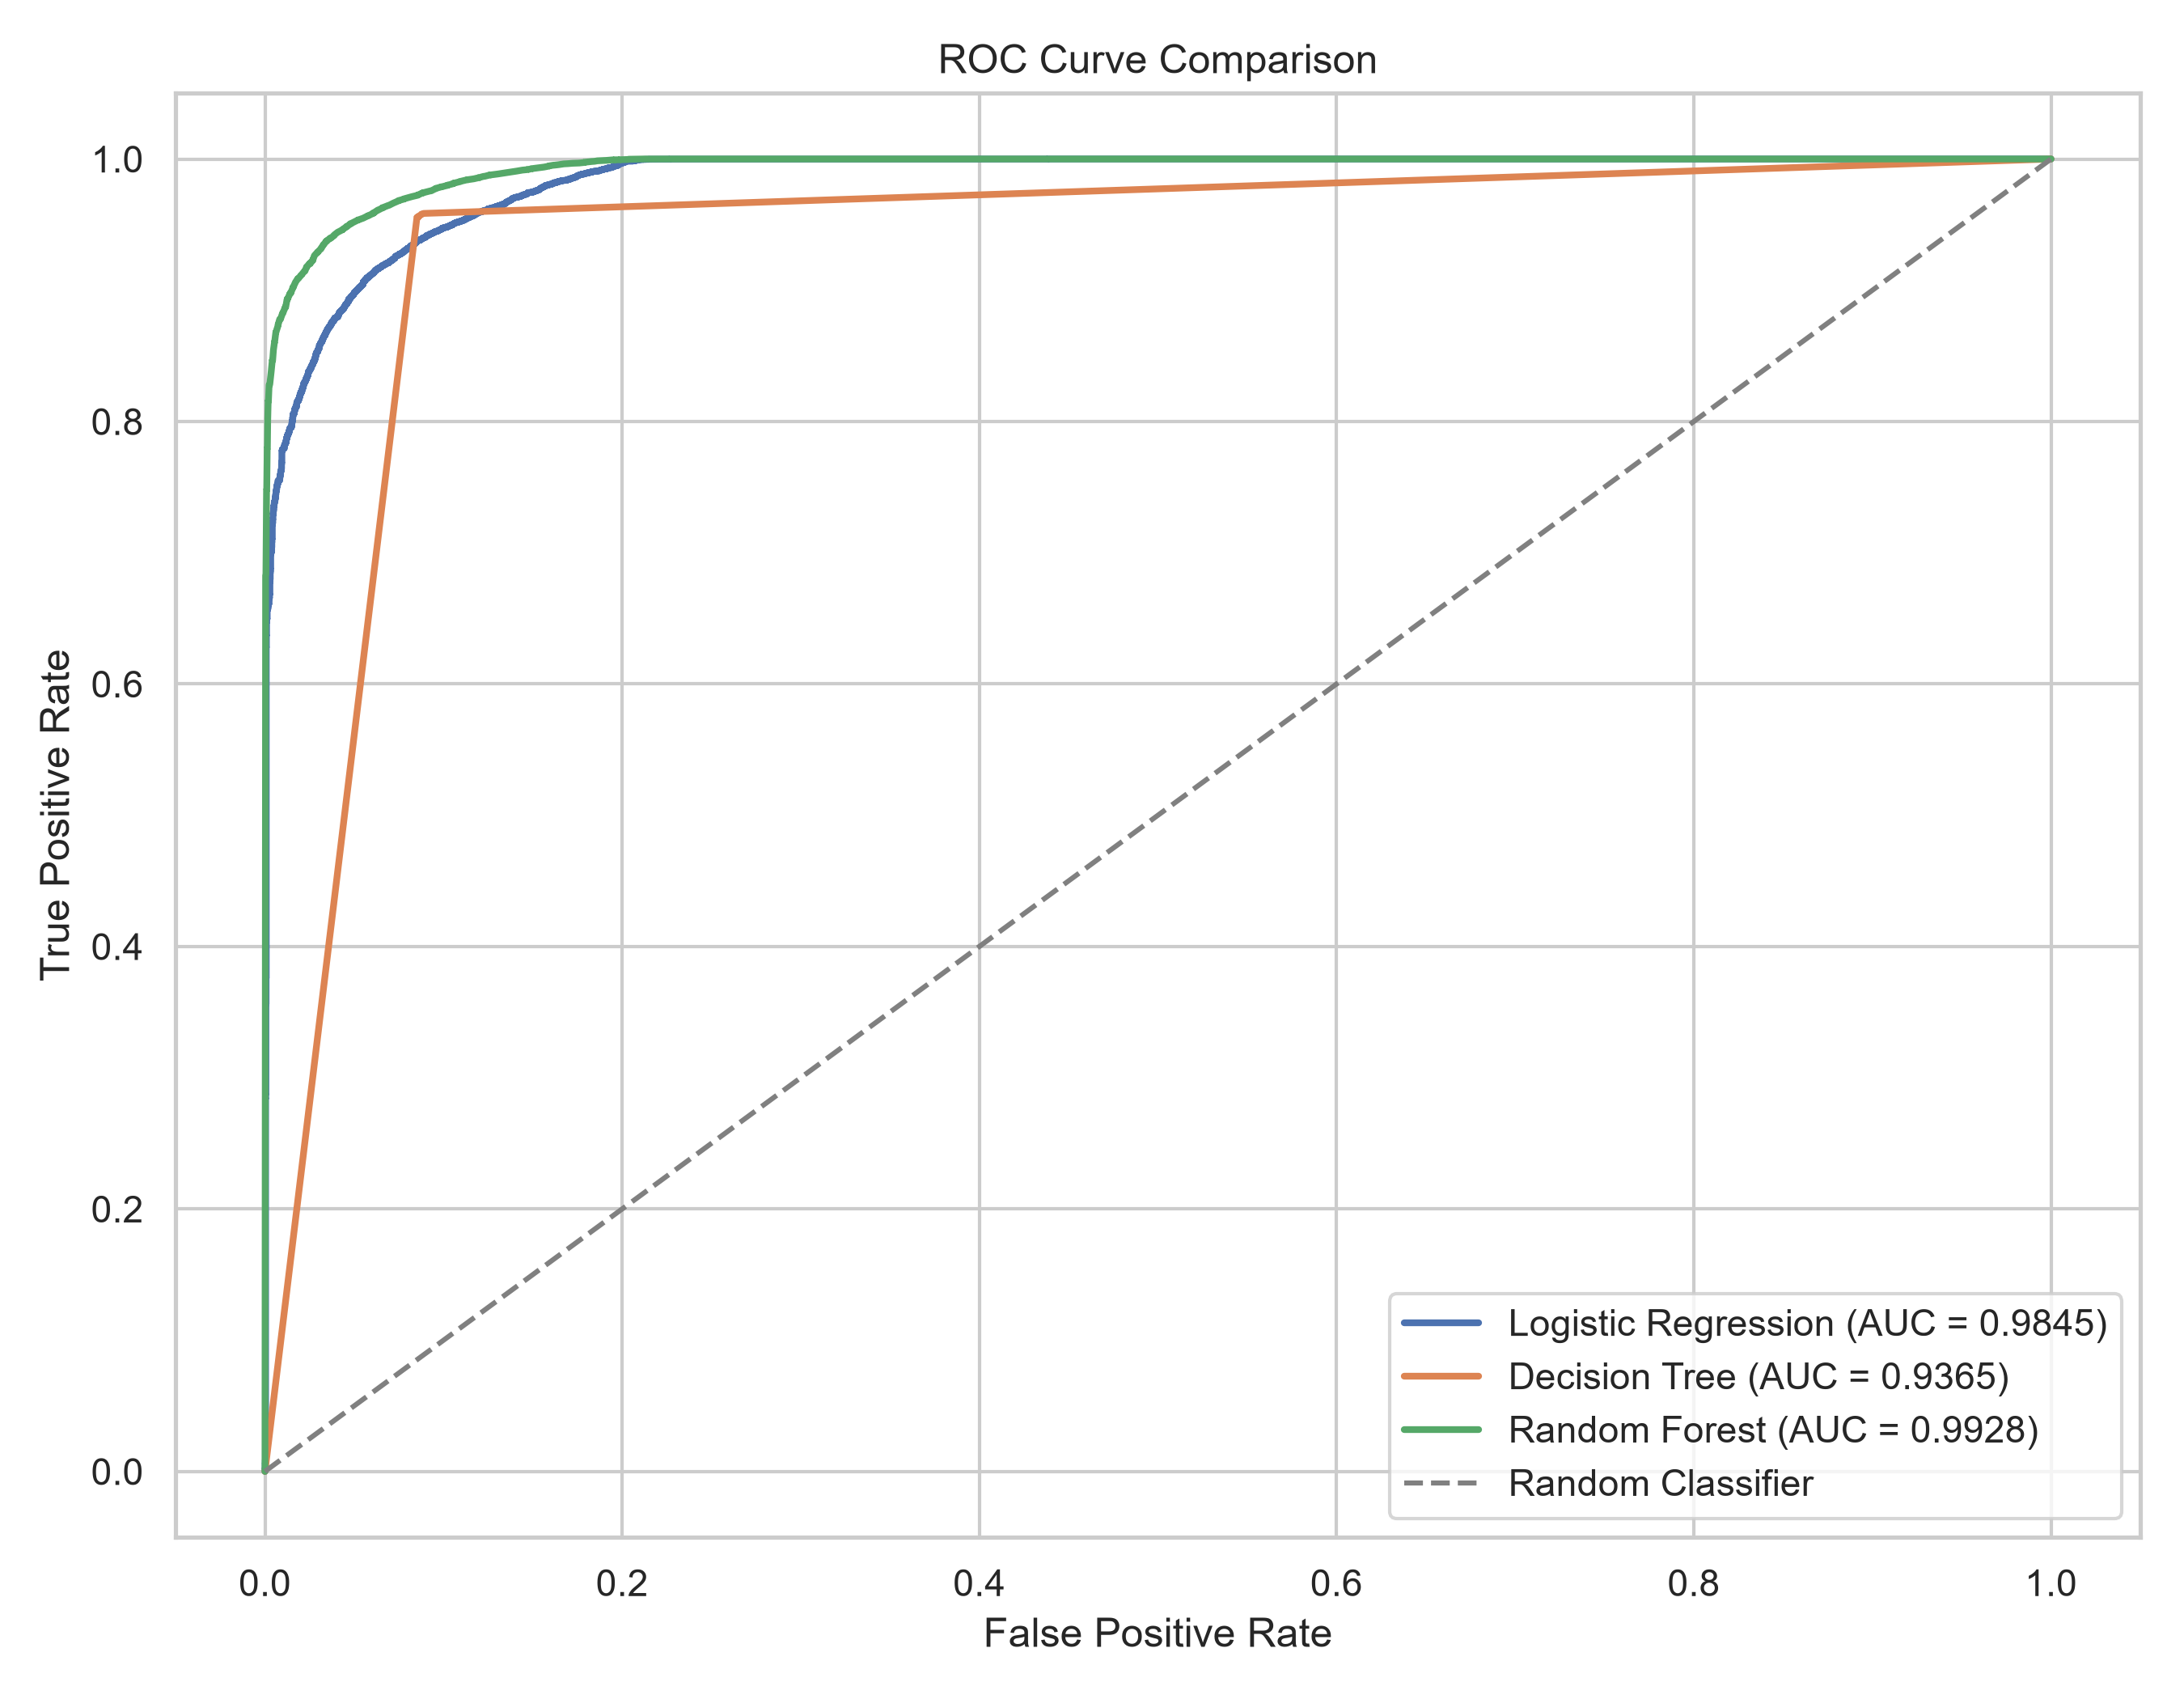 ROC Curve Comparison
True Positive Rate
1.0
0.8
0.6
0.4
0.2
0.0
0.0 0.2 0.4 0.6 0.8 1.0
False Positive Rate
Logistic Regression (AUC = 0.9845)
Decision Tree (AUC = 0.9365)
Random Forest (AUC = 0.9928)
Random Classifier